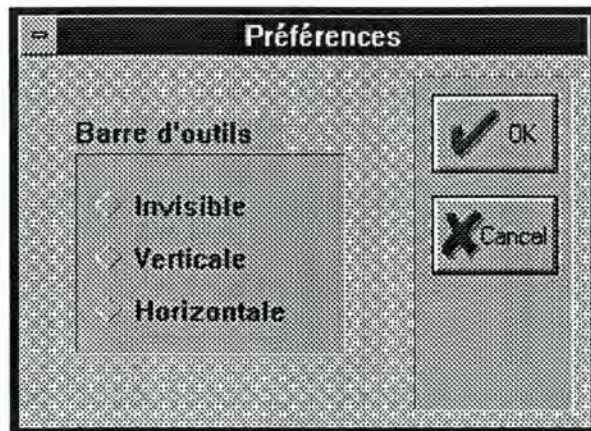 Préférences
Barre d'outils
Invisible
Verticale
Horizontale
OK
Cancel